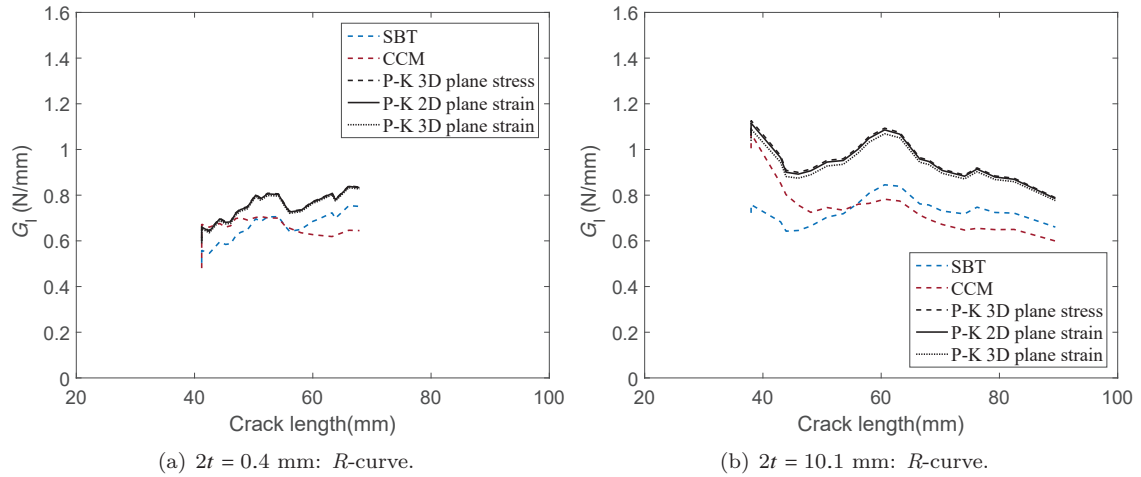 1.6
1.4
1.2
1
0.8
0.6
0.4
0.2
0
G_I (N/mm)
SBT
CCM
P-K 3D plane stress
P-K 2D plane strain
P-K 3D plane strain
20 40 60 80 100
Crack length(mm)
(a) 2t = 0.4 mm: R-curve.
1.6
1.4
1.2
1
0.8
0.6
0.4
0.2
0
G_I (N/mm)
SBT
CCM
P-K 3D plane stress
P-K 2D plane strain
P-K 3D plane strain
20 40 60 80 100
Crack length(mm)
(b) 2t = 10.1 mm: R-curve.